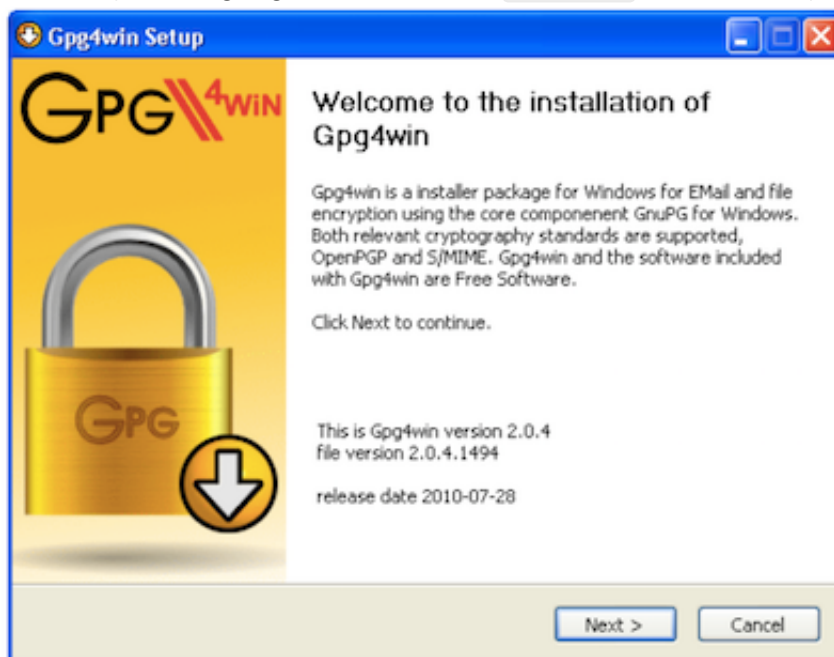 Gpg4win Setup
GPG4WiN
Welcome to the installation of
Gpg4win
Gpg4win is a installer package for Windows for EMail and file
encryption using the core componenent GnuPG for Windows.
Both relevant cryptography standards are supported,
OpenPGP and S/MIME. Gpg4win and the software included
with Gpg4win are Free Software.
Click Next to continue.
GPG
This is Gpg4win version 2.0.4
file version 2.0.4.1494
release date 2010-07-28
Next >
Cancel